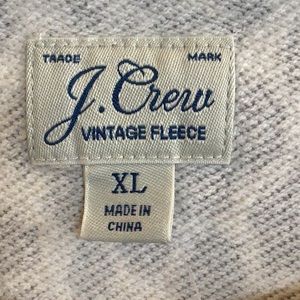 TRADE MARK
J.Crew
VINTAGE FLEECE
XL
MADE IN
CHINA